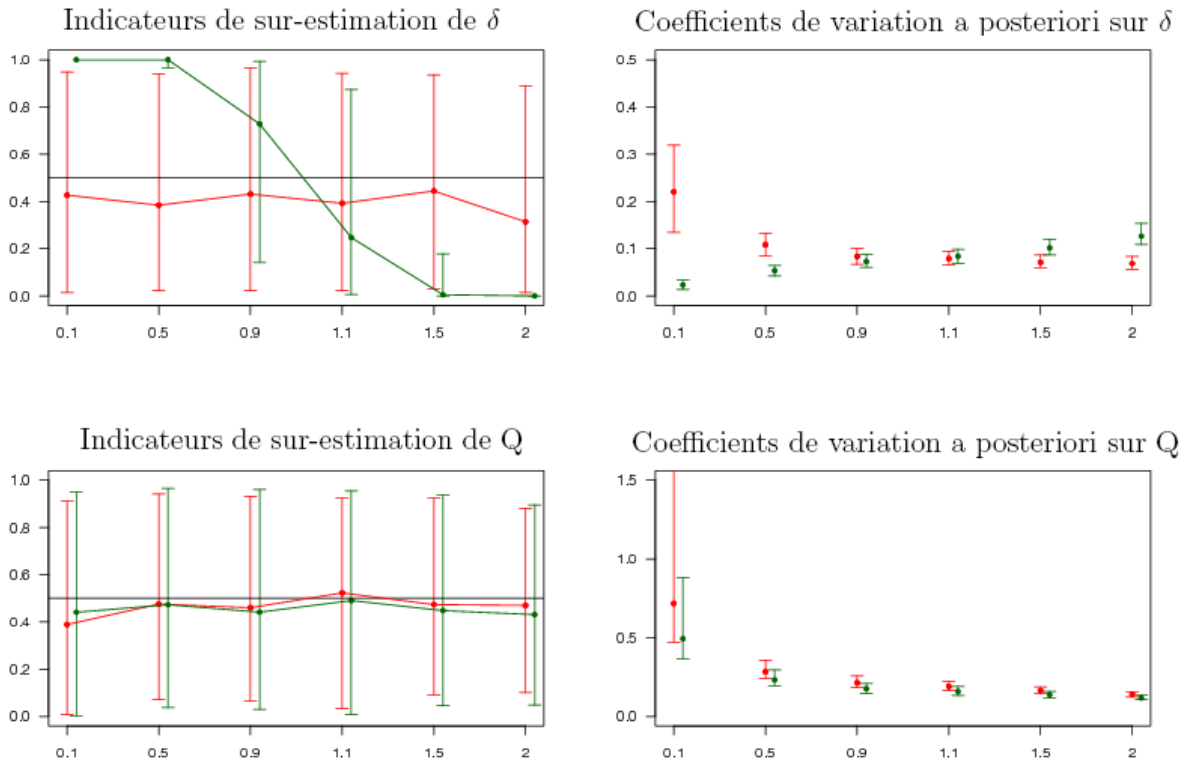 Indicateurs de sur-estimation de δ
1.0
0.8
0.6
0.4
0.2
0.0
0.1 0.5 0.9 1.1 1.5 2
Coefficients de variation a posteriori sur δ
0.5
0.4
0.3
0.2
0.1
0.0
0.1 0.5 0.9 1.1 1.5 2
Indicateurs de sur-estimation de Q
1.0
0.8
0.6
0.4
0.2
0.0
0.1 0.5 0.9 1.1 1.5 2
Coefficients de variation a posteriori sur Q
1.5
1.0
0.5
0.0
0.1 0.5 0.9 1.1 1.5 2